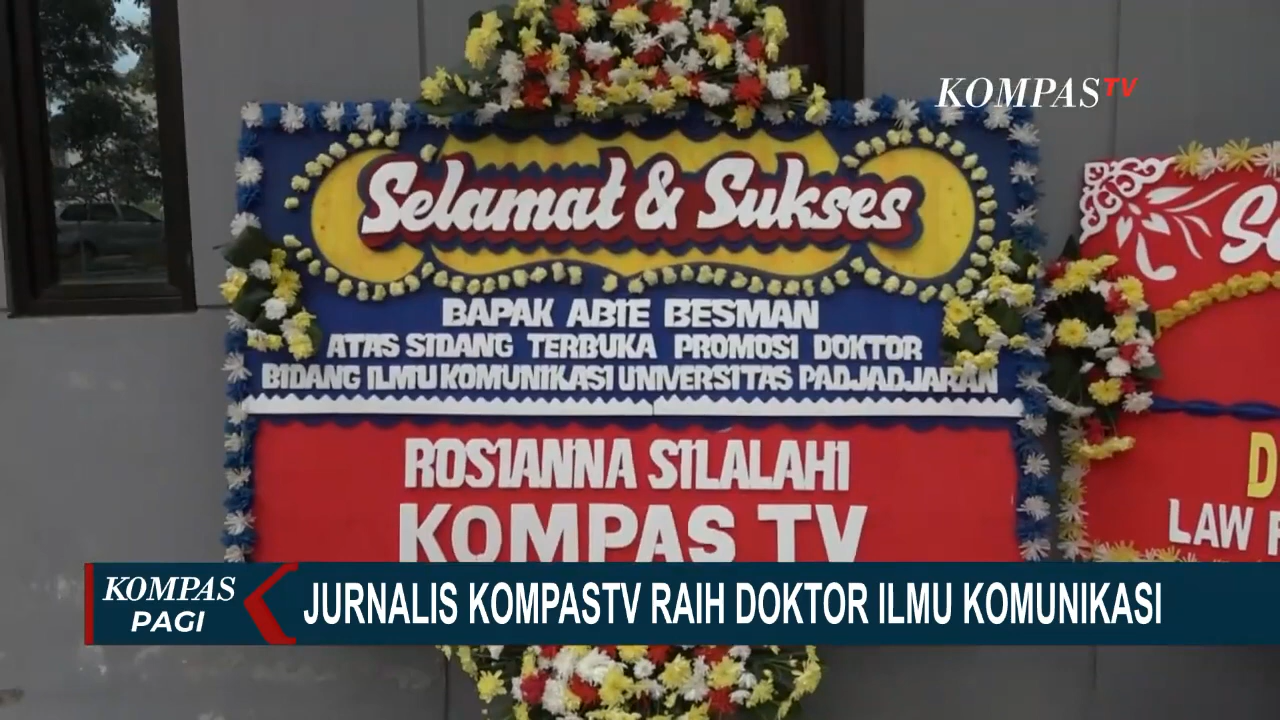 KOMPASTV
Selamat & Sukses
BAPAK ABIE BESMAN
ATAS SIDANG TERBUKA PROMOSI DOKTOR
BIDANG ILMU KOMUNIKASI UNIVERSITAS PADJADJARAN
ROSIANNA SILALAHI
KOMPAS TV
LAW
KOMPAS
PAGI
JURNALIS KOMPASTV RAIH DOKTOR ILMU KOMUNIKASI